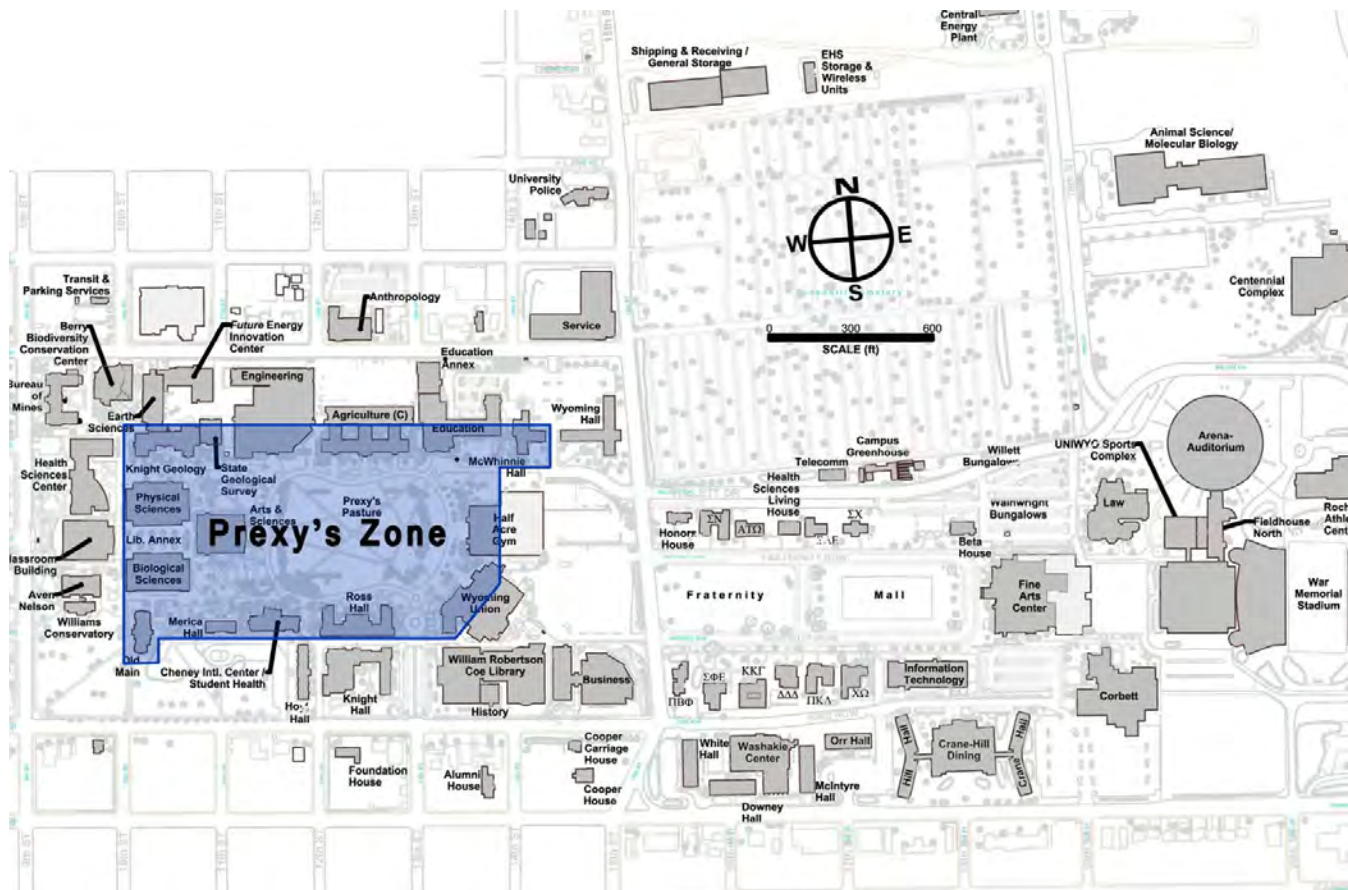 Central
Energy
Plant
Shipping & Receiving /
General Storage
EHS
Storage &
Wireless
Units
Animal Science/
Molecular Biology
University
Police
N
W
E
S
Centennial
Complex
Transit &
Parking Services
Anthropology
Berry
Biodiversity
Conservation
Center
Future Energy
Innovation
Center
Service
0
300
600
SCALE (ft)
Education
Annex
Engineering
Bureau
of
Mines
Earth
Sciences
Agriculture (C)
Education
Wyoming
Hall
McWhinnie
Hall
Knight Geology
State
Geological
Survey
Health
Sciences
Center
Physical
Sciences
Arts &
Sciences
Prexy's
Pasture
Prexy's Zone
Half
Acre
Gym
Lib. Annex
Biological
Sciences
lassroom
Building
Aven
Nelson
Williams
Conservatory
Merica
Hall
Ross
Hall
Wyoming
Union
Old
Main
Cheney Intl. Center /
Student Health
Hoyt
Hall
Knight
Hall
William Robertson
Coe Library
History
Business
Cooper
Carriage
House
Cooper
House
Foundation
House
Alumni
House
Telecomm
Campus
Greenhouse
Willett
Bungalows
UNIWYO Sports
Complex
Arena-
Auditorium
Health
Sciences
Living
House
Wainwright
Bungalows
Law
Fieldhouse
North
Honors
House
ΣΝ
ΑΤΩ
ΣΧ
Beta
House
Fine
Arts
Center
War
Memorial
Stadium
Fraternity
Mall
ΠΒΦ
ΣΦΕ
ΚΚΓ
ΔΔΔ
ΧΩ
Information
Technology
Corbett
White
Hall
Washakie
Center
Orr Hall
McIntyre
Hall
Downey
Hall
Hill
Hall
Crane-Hill
Dining
Crane
Hall